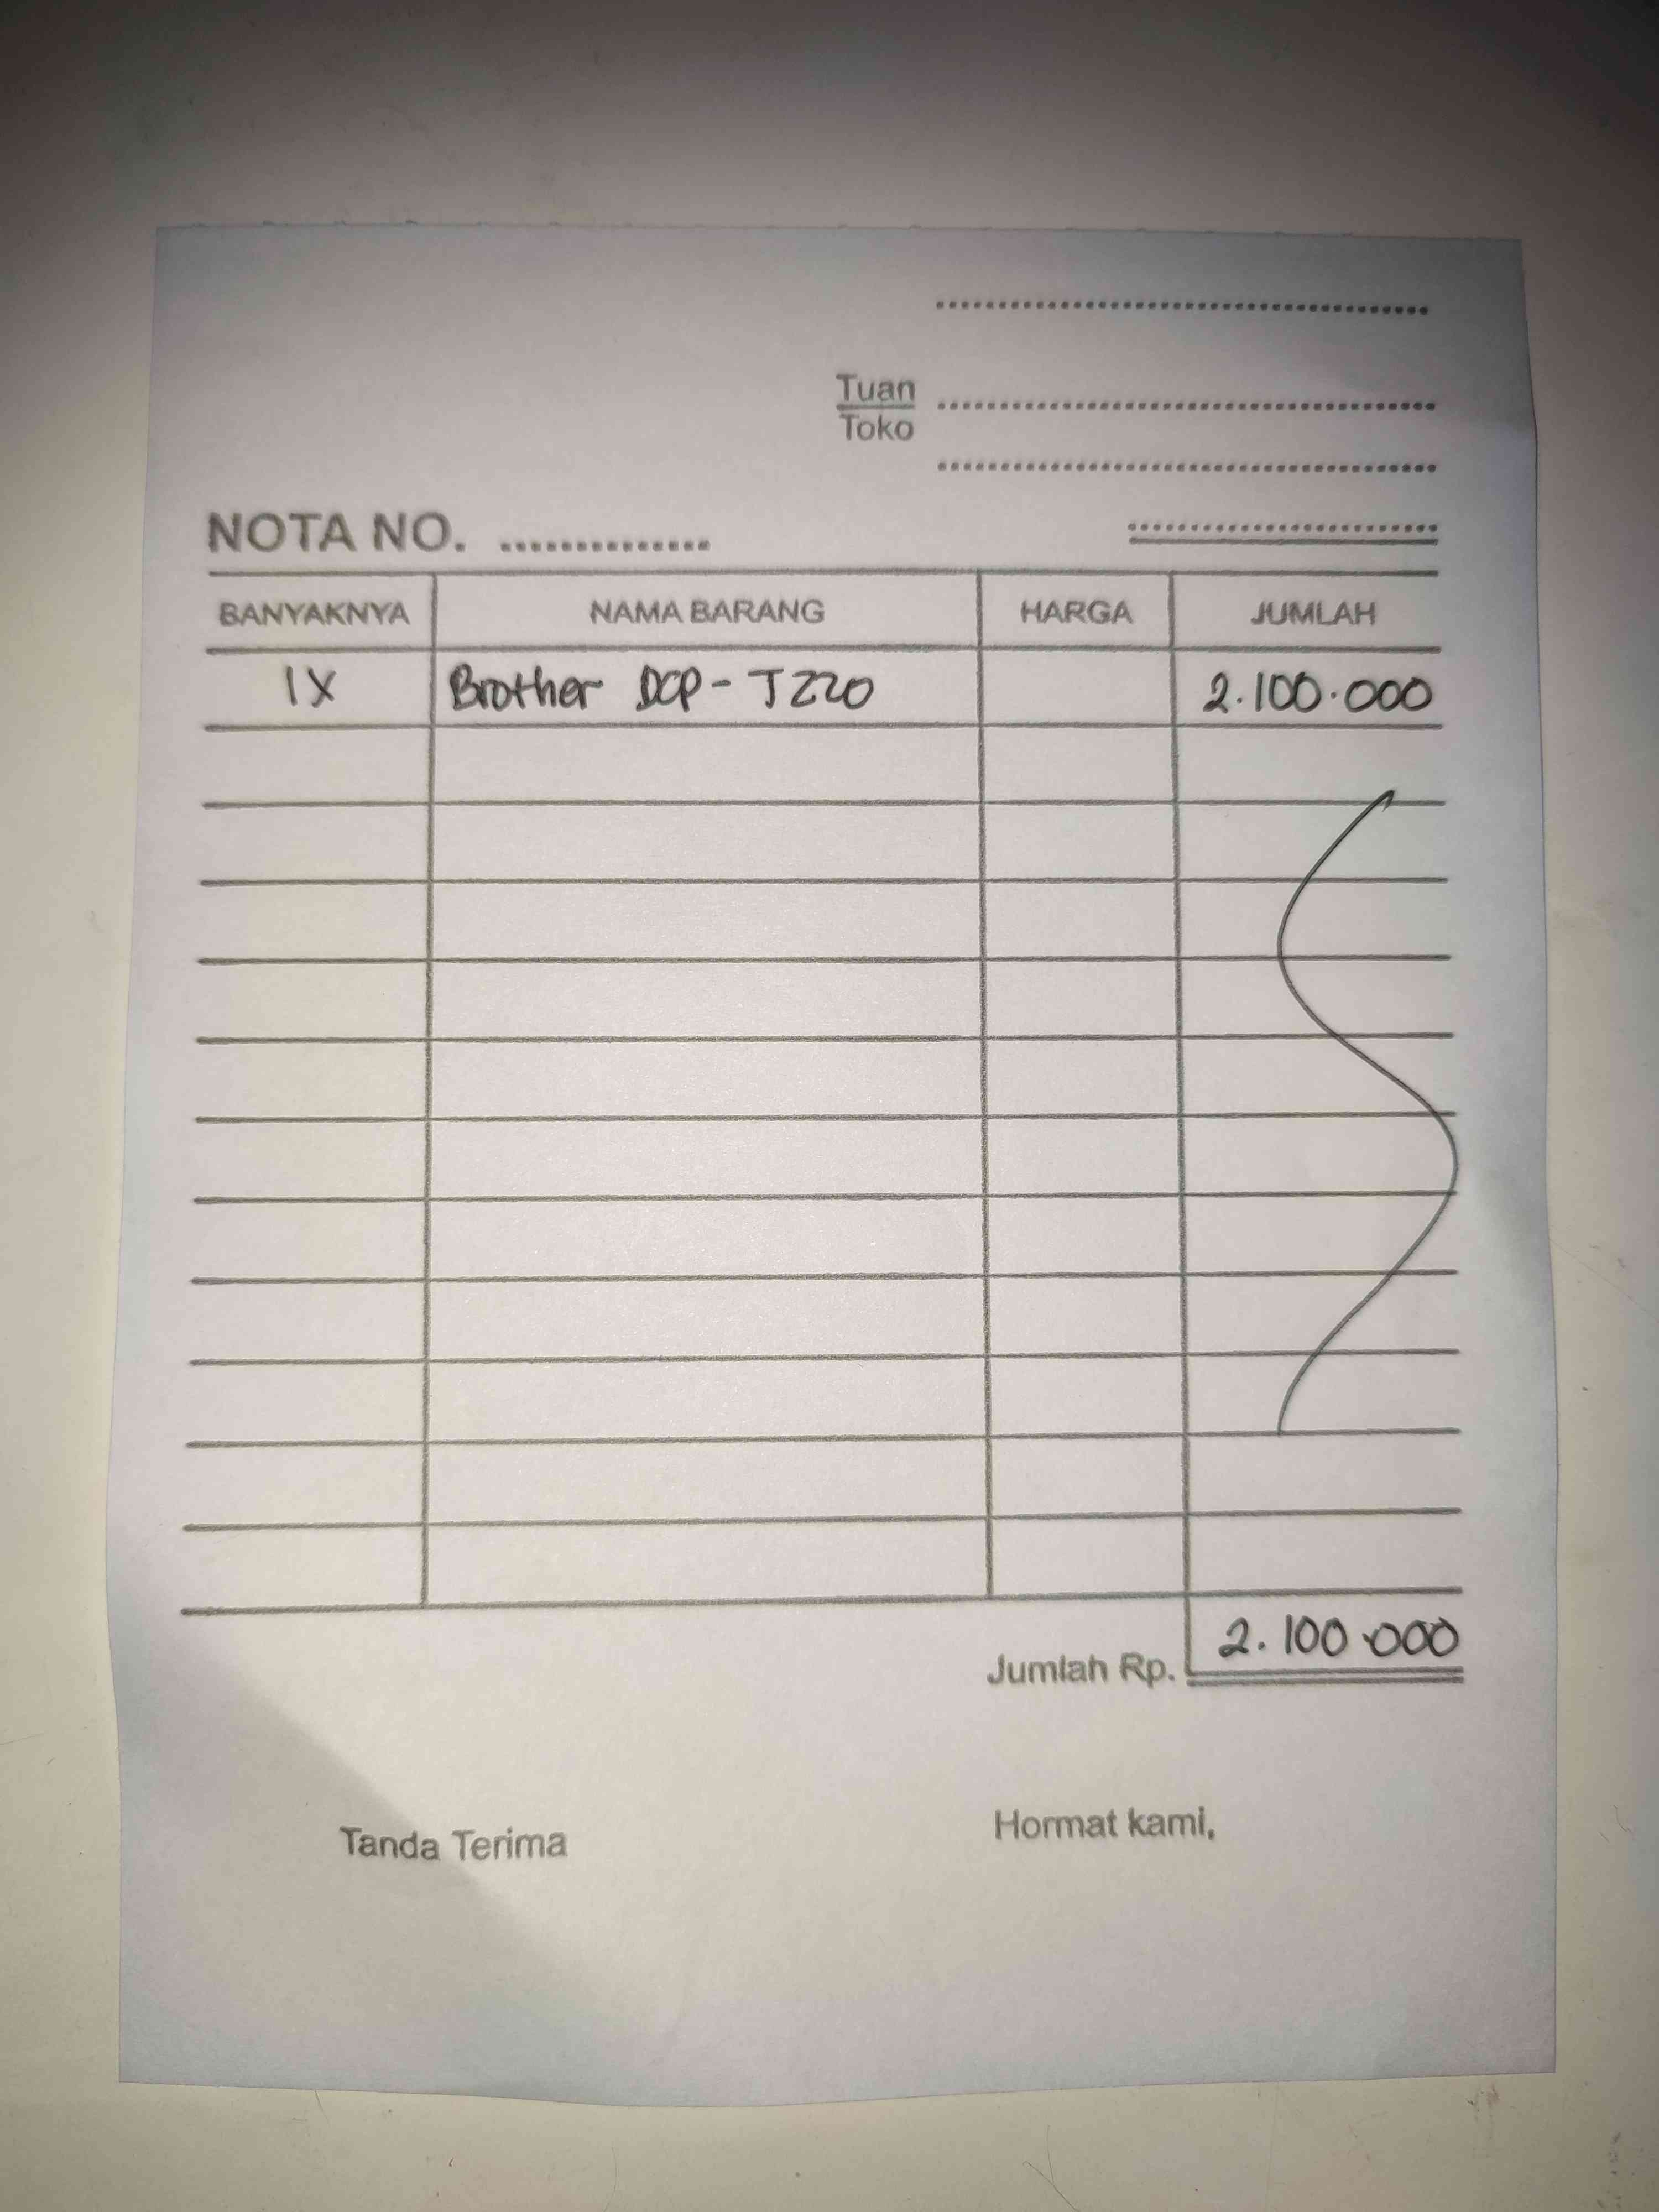 Tuan
Toko
NOTA NO. ..............
BANYAKNYA NAMA BARANG HARGA JUMLAH
1X Brother DCP-T220 2.100.000
Jumlah Rp. 2.100.000
Tanda Terima Hormat kami,